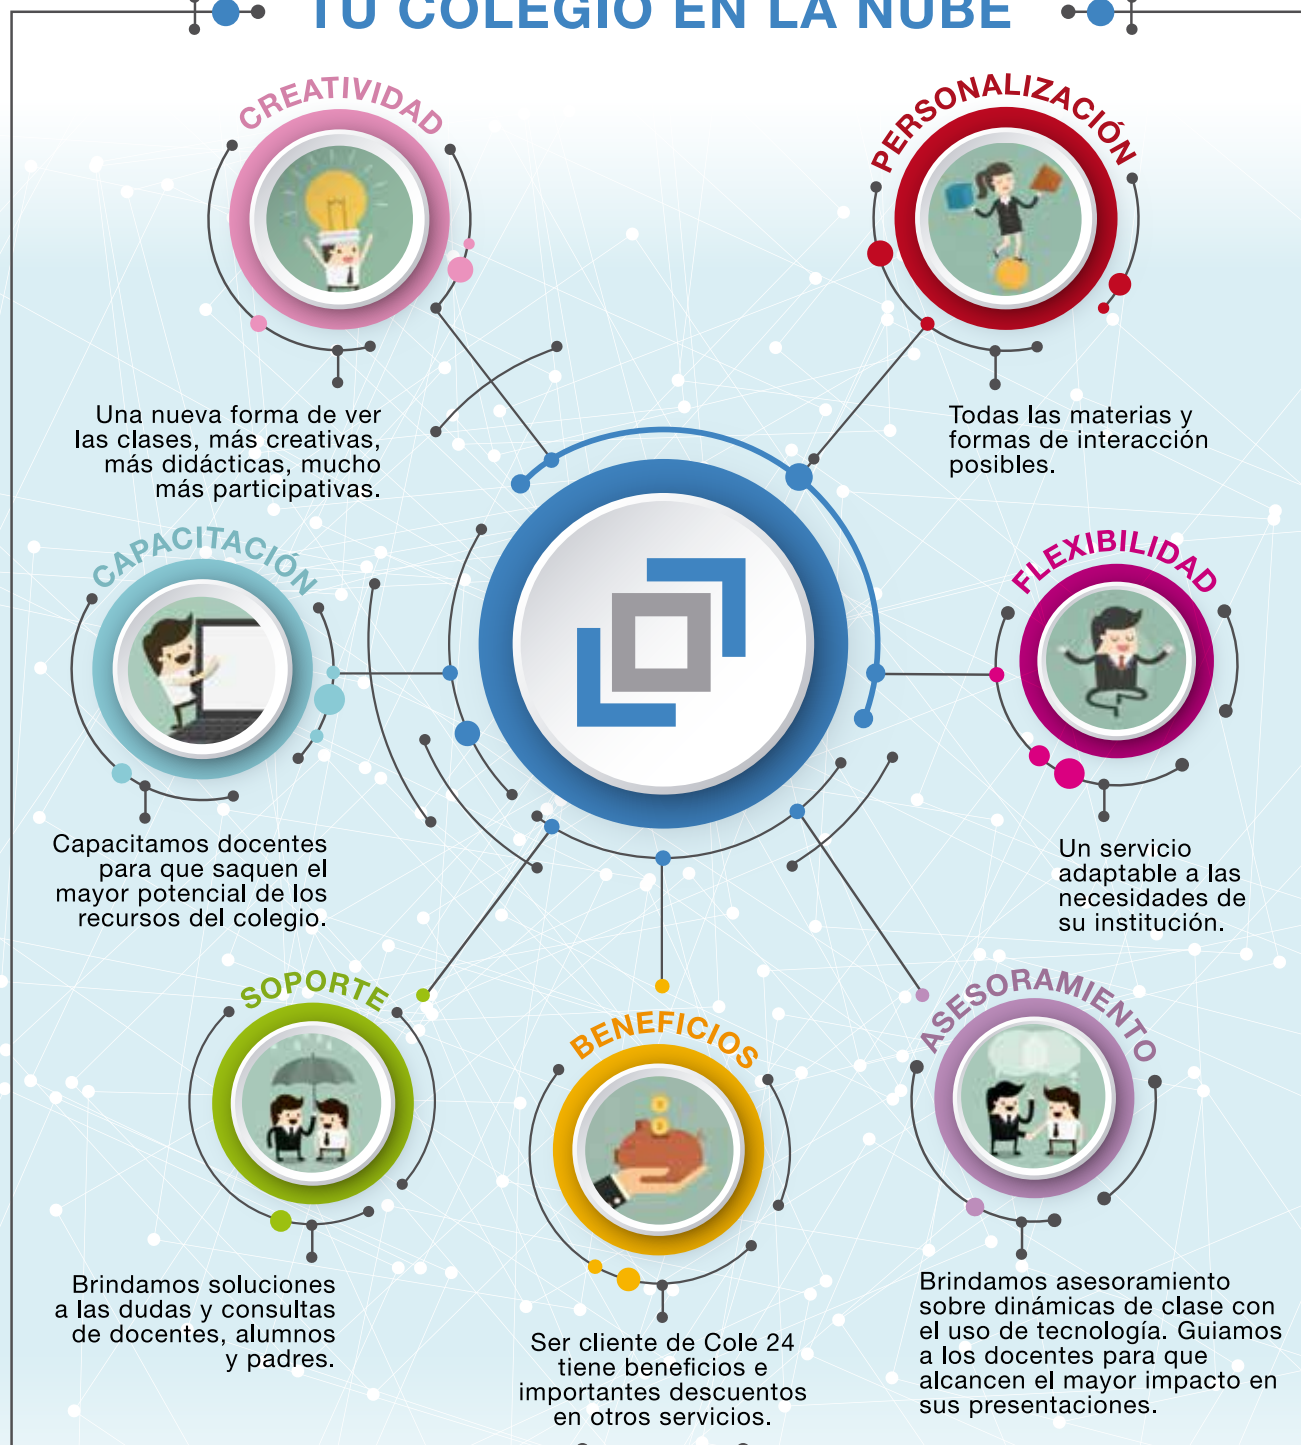 TU COLEGIO EN LA NUBE
CREATIVIDAD
Una nueva forma de ver
las clases, más creativas,
más didácticas, mucho
más participativas.
PERSONALIZACIÓN
Todas las materias y
formas de interacción
posibles.
CAPACITACIÓN
Capacitamos docentes
para que saquen el
mayor potencial de los
recursos del colegio.
FLEXIBILIDAD
Un servicio
adaptable a las
necesidades de
su institución.
SOPORTE
Brindamos soluciones
a las dudas y consultas
de docentes, alumnos
y padres.
BENEFICIOS
Ser cliente de Cole 24
tiene beneficios e
importantes descuentos
en otros servicios.
ASESORAMIENTO
Brindamos asesoramiento
sobre dinámicas de clase con
el uso de tecnología. Guiamos
a los docentes para que
alcancen el mayor impacto en
sus presentaciones.